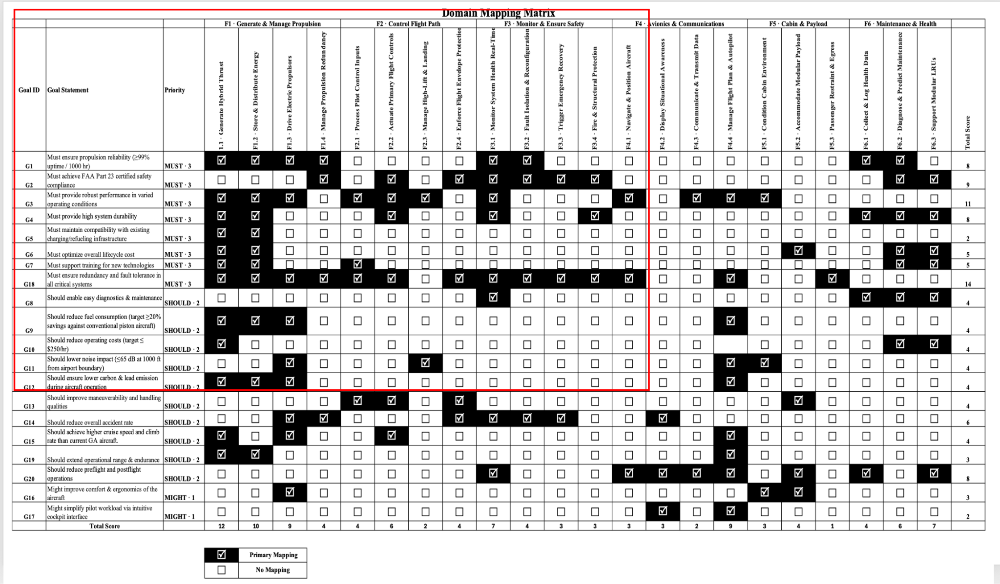 Domain Mapping Matrix
F1 · Generate & Manage Propulsion F2 · Control Flight Path F3 · Monitor & Ensure Safety F4 · Avionics & Communications F5 · Cabin & Payload F6 · Maintenance & Health
Goal ID Goal Statement Priority
1.1 · Generate Hybrid Thrust
F1.2 · Store & Distribute Energy
F1.3 · Drive Electric Propulsors
F1.4 · Manage Propulsion Redundancy
F2.1 · Process Pilot Control Inputs
F2.2 · Actuate Primary Flight Controls
F2.3 · Manage High-Lift & Landing
F2.4 · Enforce Flight Envelope Protection
F3.1 · Monitor System Health Real-Time
F3.2 · Fault Isolation & Reconfiguration
F3.3 · Trigger Emergency Recovery
F3.4 · Fire & Structural Protection
F4.1 · Navigate & Position Aircraft
F4.2 · Display Situational Awareness
F4.3 · Communicate & Transmit Data
F4.4 · Manage Flight Plan & Autopilot
F5.1 · Condition Cabin Environment
F5.2 · Accommodate Modular Payload
F5.3 · Passenger Restraint & Egress
F6.1 · Collect & Log Health Data
F6.2 · Diagnose & Predict Maintenance
F6.3 · Support Modular LRUs
Total Score
Must ensure propulsion reliability (≥99%
G1 uptime / 1000 hr) MUST · 3 8
Must achieve FAA Part 23 certified safety
G2 compliance MUST · 3 9
Must provide robust performance in varied
G3 operating conditions MUST · 3 11
G4 Must provide high system durability MUST · 3 8
Must maintain compatibility with existing
G5 charging/refueling infrastructure MUST · 3 2
G6 Must optimize overall lifecycle cost MUST · 3 5
G7 Must support training for new technologies MUST · 3 5
Must ensure redundancy and fault tolerance in
G18 all critical systems MUST · 3 14
G8 Should enable easy diagnostics & maintenance SHOULD · 2 4
Should reduce fuel consumption (target ≥20%
savings against conventional piston aircraft)
G9 SHOULD · 2 4
Should reduce operating costs (target ≤
G10 $250/hr) SHOULD · 2 4
Should lower noise impact (≤65 dB at 1000 ft
G11 from airport boundary) SHOULD · 2 4
Should ensure lower carbon & lead emission
G12 during aircraft operation SHOULD · 2 4
Should improve maneuverability and handling
G13 qualities SHOULD · 2 4
G14 Should reduce overall accident rate SHOULD · 2 6
Should achieve higher cruise speed and climb
G15 rate than current GA aircraft. SHOULD · 2 4
G19 Should extend operational range & endurance SHOULD · 2 3
Should reduce preflight and postflight
G20 operations SHOULD · 2 8
Might improve comfort & ergonomics of the
G16 aircraft MIGHT · 1 3
Might simplify pilot workload via intuitive
G17 cockpit interface MIGHT · 1 2
Total Score 12 10 9 4 4 6 2 4 7 4 3 3 3 3 2 9 3 4 1 4 6 7
Primary Mapping
No Mapping